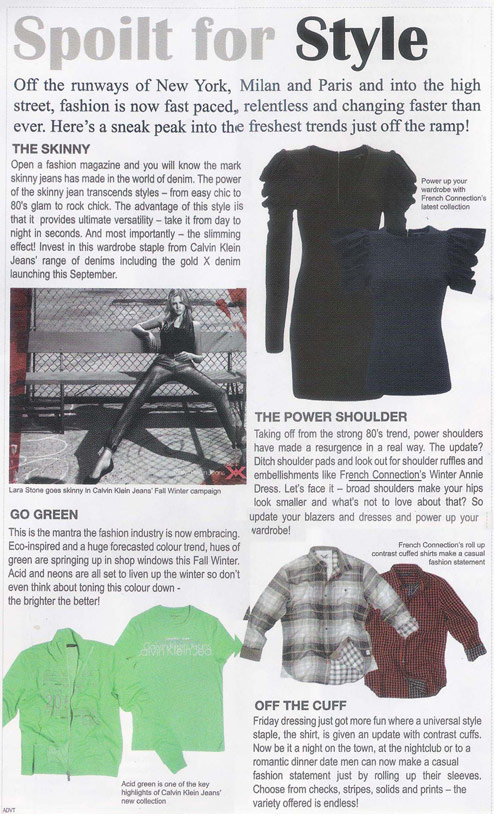 Spoilt for Style
Off the runways of New York, Milan and Paris and into the high
street, fashion is now fast paced, relentless and changing faster than
ever. Here's a sneak peak into the freshest trends just off the ramp!
THE SKINNY
Open a fashion magazine and you will know the mark
skinny jeans has made in the world of denim. The power
of the skinny jean transcends styles – from easy chic to
80's glam to rock chick. The advantage of this style is
that it provides ultimate versatility – take it from day to
night in seconds. And most importantly – the slimming
effect! Invest in this wardrobe staple from Calvin Klein
Jeans' range of denims including the gold X denim
launching this September.
Lara Stone goes skinny in Calvin Klein Jeans' Fall Winter campaign
GO GREEN
This is the mantra the fashion industry is now embracing.
Eco-inspired and a huge forecasted colour trend, hues of
green are springing up in shop windows this Fall Winter.
Acid and neons are all set to liven up the winter so don't
even think about toning this colour down -
the brighter the better!
Acid green is one of the key
highlights of Calvin Klein Jeans'
new collection
ADVT
Power up your
wardrobe with
French Connection's
latest collection
THE POWER SHOULDER
Taking off from the strong 80's trend, power shoulders
have made a resurgence in a real way. The update?
Ditch shoulder pads and look out for shoulder ruffles and
embellishments like French Connection's Winter Annie
Dress. Let's face it – broad shoulders make your hips
look smaller and what's not to love about that? So
update your blazers and dresses and power up your
wardrobe!
French Connection's roll up
contrast cuffed shirts make a casual
fashion statement
OFF THE CUFF
Friday dressing just got more fun where a universal style
staple, the shirt, is given an update with contrast cuffs.
Now be it a night on the town, at the nightclub or to a
romantic dinner date men can now make a casual
fashion statement just by rolling up their sleeves.
Choose from checks, stripes, solids and prints – the
variety offered is endless!